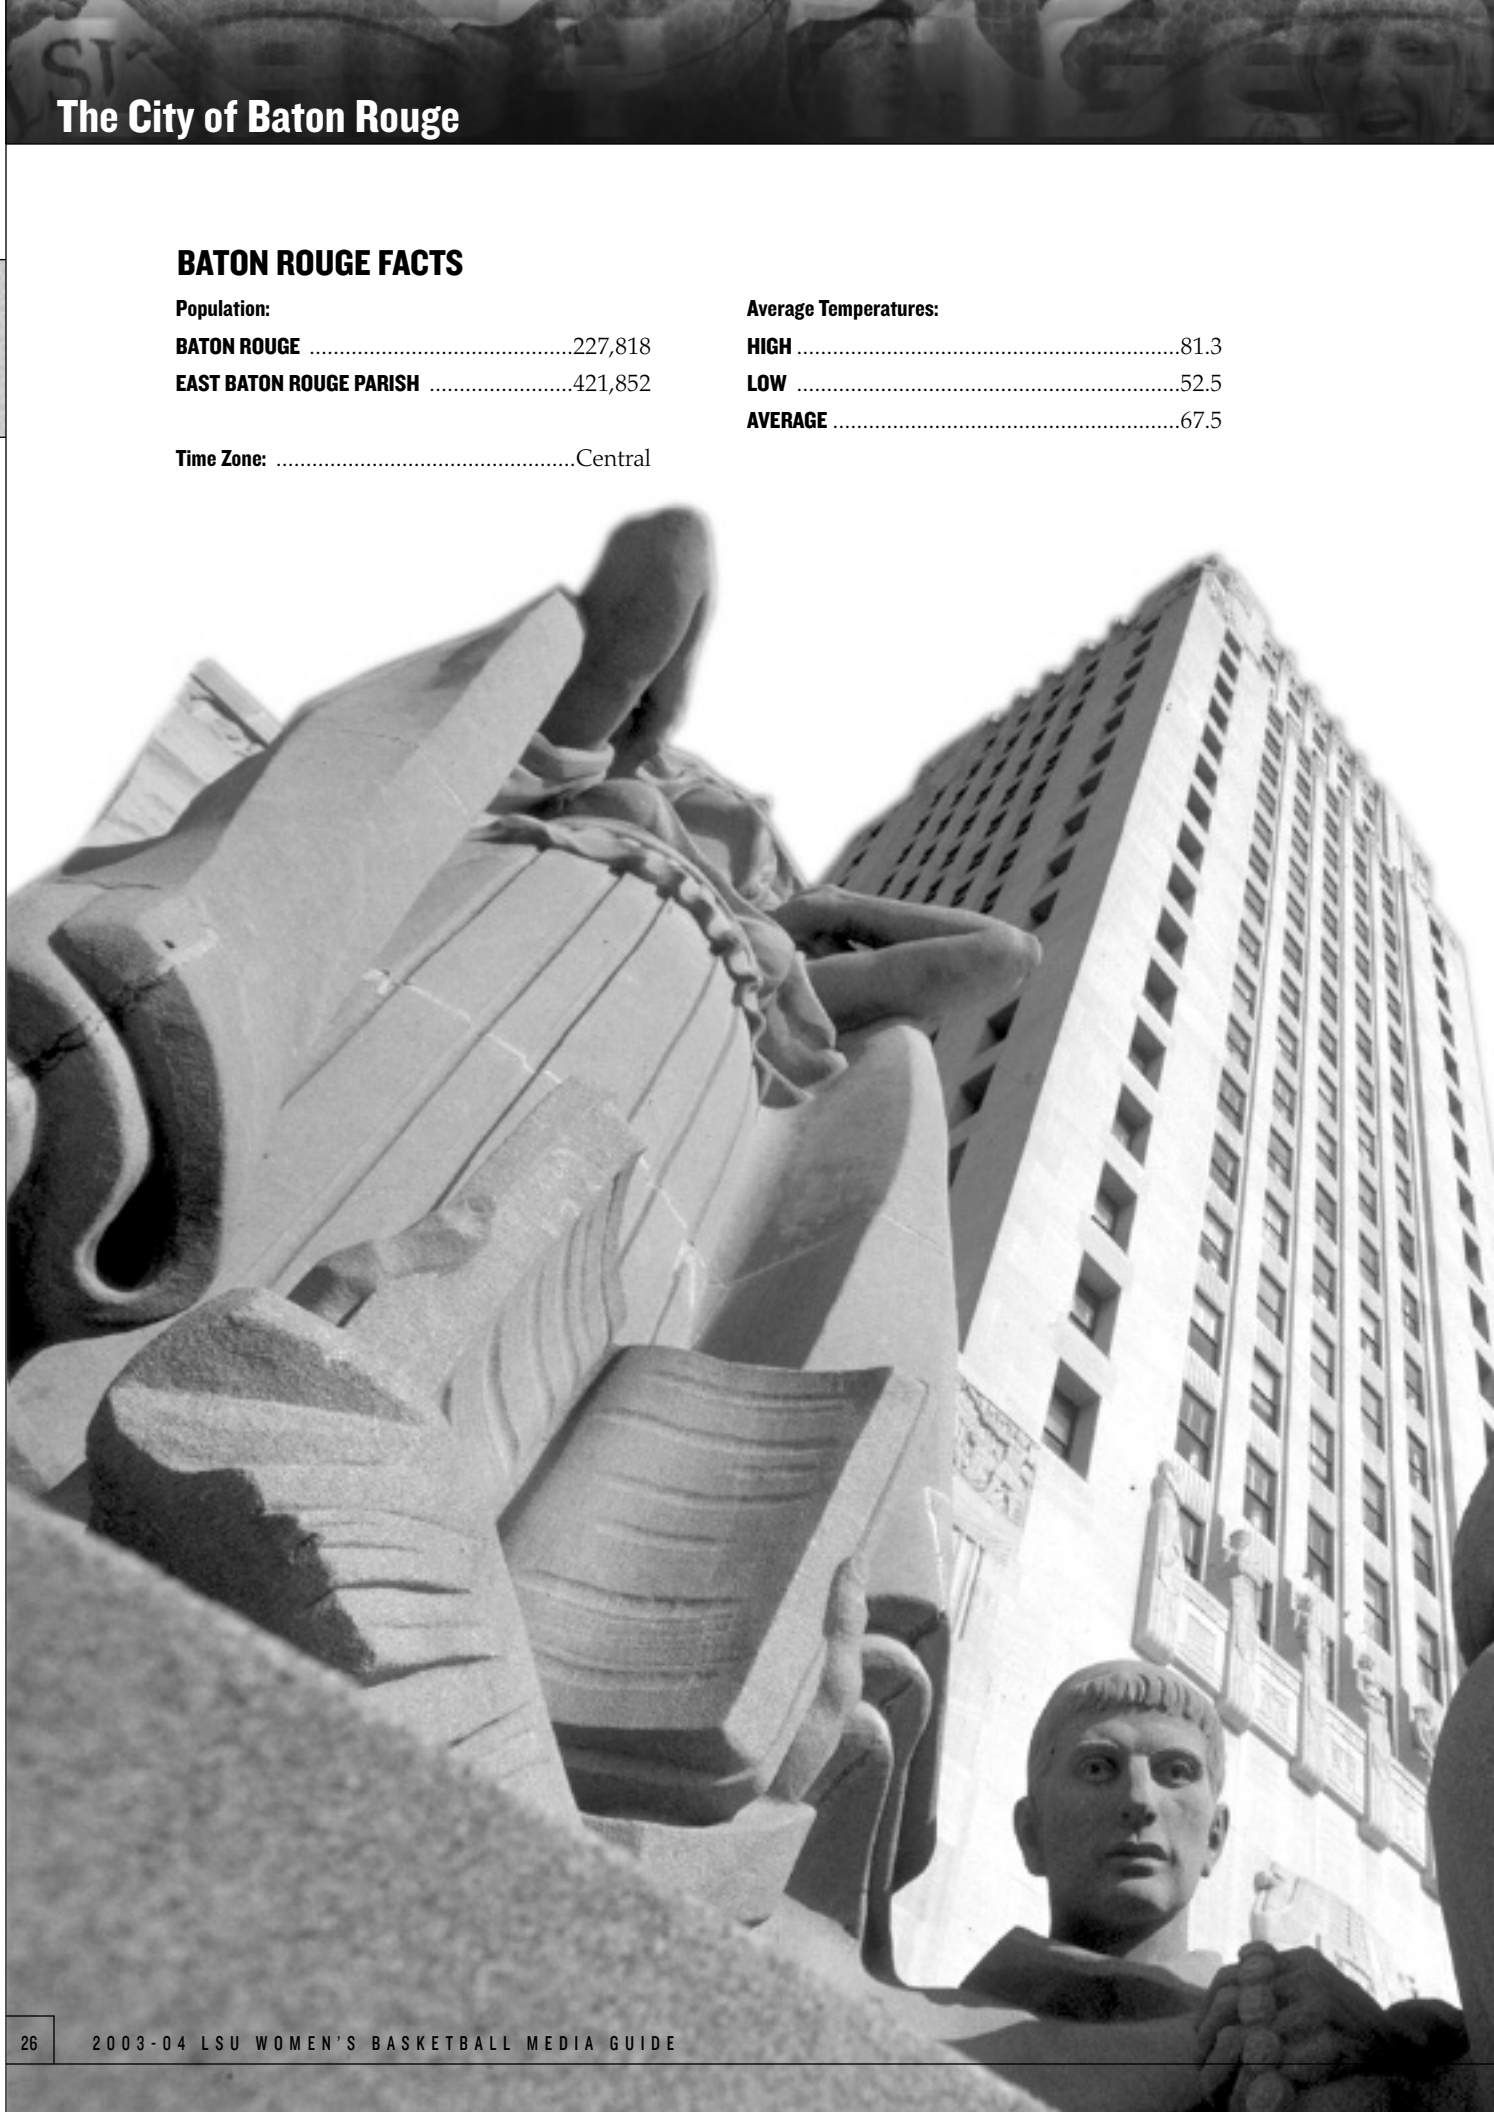 The City of Baton Rouge
BATON ROUGE FACTS
Population:
BATON ROUGE ............................................227,818
EAST BATON ROUGE PARISH ........................421,852
Time Zone: ..................................................Central
Average Temperatures:
HIGH ................................................................81.3
LOW ................................................................52.5
AVERAGE ..........................................................67.5
26
2003-04 LSU WOMEN'S BASKETBALL MEDIA GUIDE